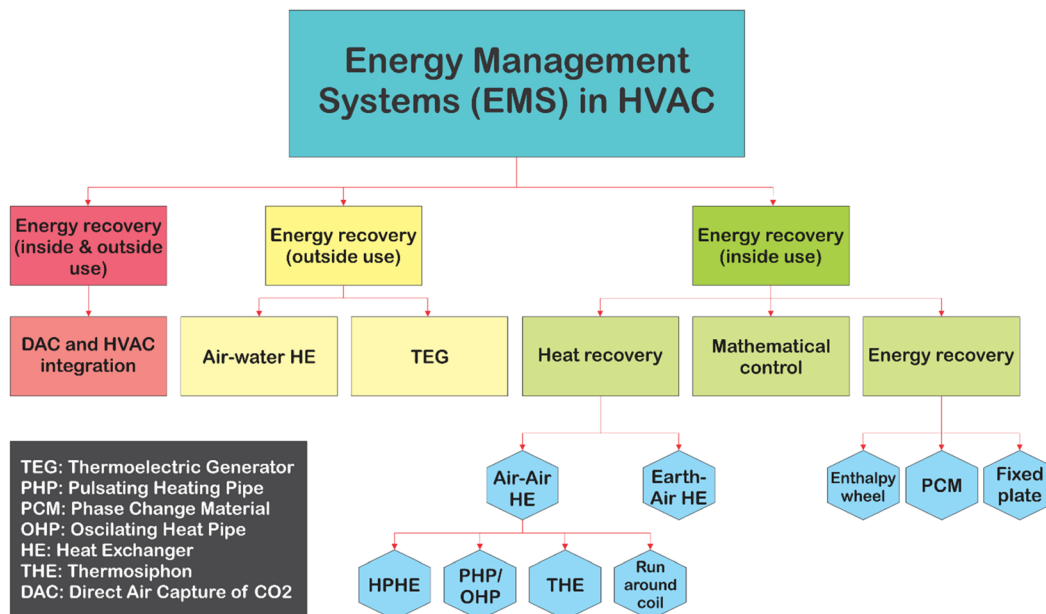 Energy Management
Systems (EMS) in HVAC
Energy recovery
(inside & outside
use)
Energy recovery
(outside use)
Energy recovery
(inside use)
DAC and HVAC
integration
Air-water HE
TEG
Heat recovery
Mathematical
control
Energy recovery
Air-Air
HE
Earth-
Air HE
Enthalpy
wheel
PCM
Fixed
plate
HPHE
PHP/
OHP
THE
Run
around
coil
TEG: Thermoelectric Generator
PHP: Pulsating Heating Pipe
PCM: Phase Change Material
OHP: Oscilating Heat Pipe
HE: Heat Exchanger
THE: Thermosiphon
DAC: Direct Air Capture of CO2